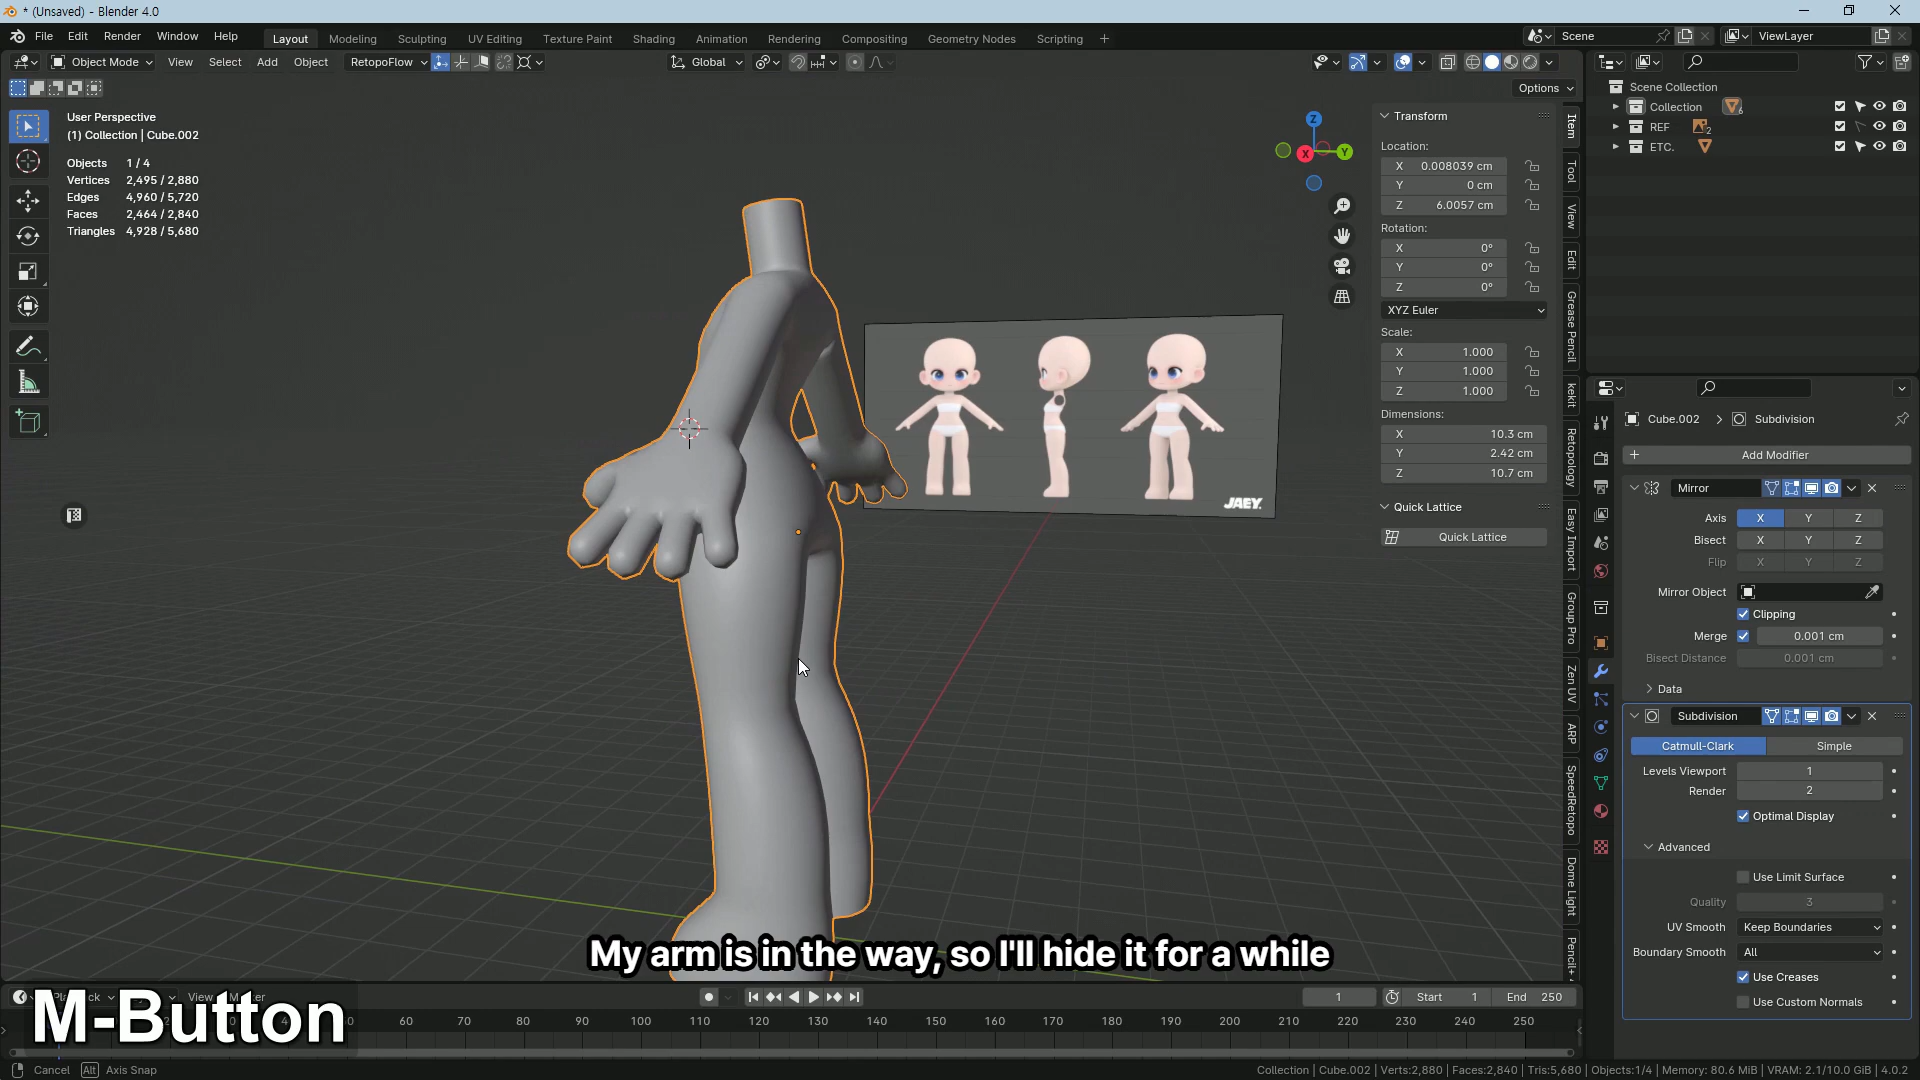 * (Unsaved) - Blender 4.0
File Edit Render Window Help
Layout Modeling Sculpting UV Editing Texture Paint Shading Animation Rendering Compositing Geometry Nodes Scripting +
Scene
ViewLayer
Object Mode View Select Add Object RetopoFlow Global
Options
User Perspective
(1) Collection | Cube.002
Objects 1 / 4
Vertices 2,495 / 2,880
Edges 4,960 / 5,720
Faces 2,464 / 2,840
Triangles 4,928 / 5,680
Z
X
Y
JAEY.
Transform
Location:
X 0.008039 cm
Y 0 cm
Z 6.0057 cm
Rotation:
X 0°
Y 0°
Z 0°
XYZ Euler
Scale:
X 1.000
Y 1.000
Z 1.000
Dimensions:
X 10.3 cm
Y 2.42 cm
Z 10.7 cm
Quick Lattice
Quick Lattice
Item
Tool
View
Edit
Grease Pencil
kekit
Retopology
Easy Import
Group Pro
Zen UV
ARP
SpeedRetopo
Dome Light
Pencil+
Scene Collection
Collection 6
REF 2
ETC.
Cube.002 > Subdivision
+ Add Modifier
Mirror
Axis X Y Z
Bisect X Y Z
Flip X Y Z
Mirror Object
Clipping
Merge 0.001 cm
Bisect Distance 0.001 cm
Data
Subdivision
Catmull-Clark Simple
Levels Viewport 1
Render 2
Optimal Display
Advanced
Use Limit Surface
Quality 3
UV Smooth Keep Boundaries
Boundary Smooth All
Use Creases
Use Custom Normals
My arm is in the way, so I'll hide it for a while
M-Button
View
1 Start 1 End 250
60 70 80 90 100 110 120 130 140 150 160 170 180 190 200 210 220 230 240 250
Cancel Alt Axis Snap
Collection | Cube.002 | Verts:2,880 | Faces:2,840 | Tris:5,680 | Objects:1/4 | Memory: 80.6 MiB | VRAM: 2.1/10.0 GiB | 4.0.2